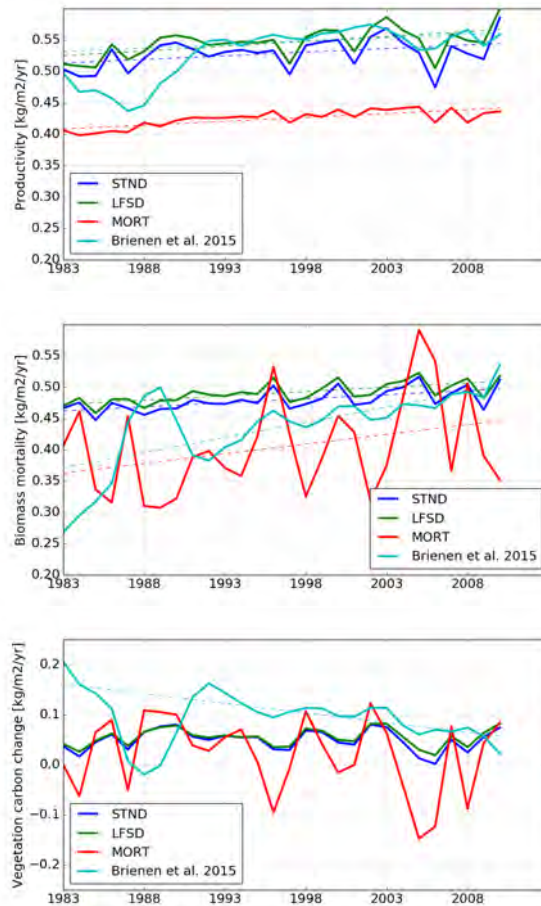 Productivity [kg/m2/yr]
0.55
0.50
0.45
0.40
0.35
0.30
0.25
0.20
STND
LFSD
MORT
Brienen et al. 2015
1983 1988 1993 1998 2003 2008
Biomass mortality [kg/m2/yr]
0.55
0.50
0.45
0.40
0.35
0.30
0.25
0.20
STND
LFSD
MORT
Brienen et al. 2015
1983 1988 1993 1998 2003 2008
Vegetation carbon change [kg/m2/yr]
0.2
0.1
0.0
−0.1
−0.2
STND
LFSD
MORT
Brienen et al. 2015
1983 1988 1993 1998 2003 2008